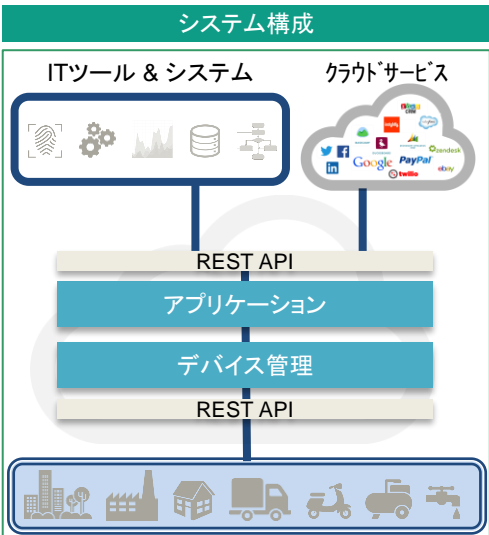 システム構成
ITツール & システム
クラウドサービス
zendesk
Google
PayPal
in
twilio
ebay
REST API
アプリケーション
デバイス管理
REST API